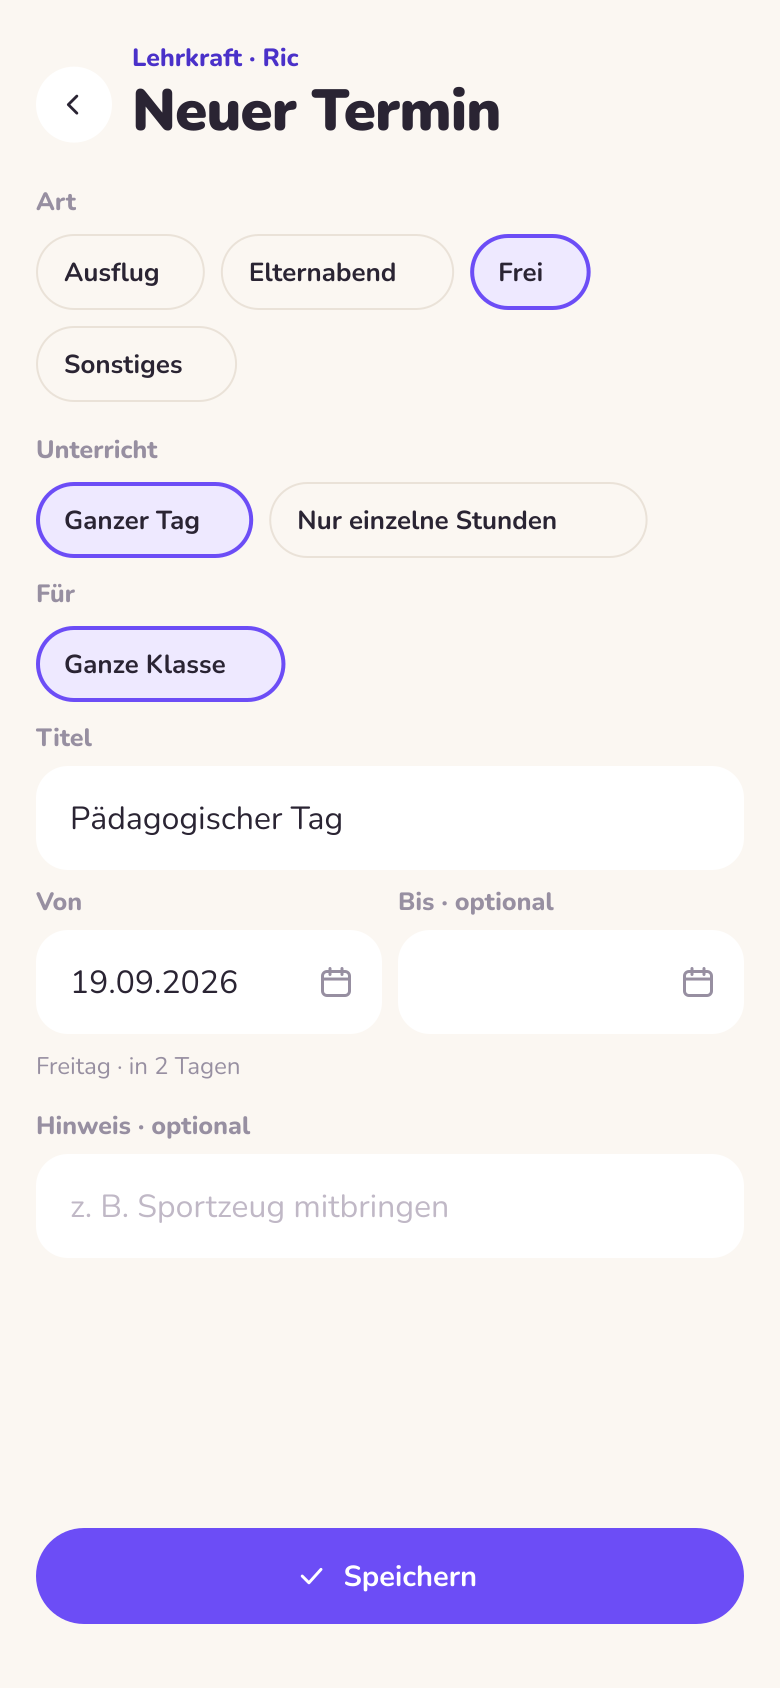 Lehrkraft · Ric
Neuer Termin
Art
Ausflug
Elternabend
Frei
Sonstiges
Unterricht
Ganzer Tag
Nur einzelne Stunden
Für
Ganze Klasse
Titel
Pädagogischer Tag
Von
Bis · optional
19.09.2026
Freitag · in 2 Tagen
Hinweis · optional
z. B. Sportzeug mitbringen
Speichern